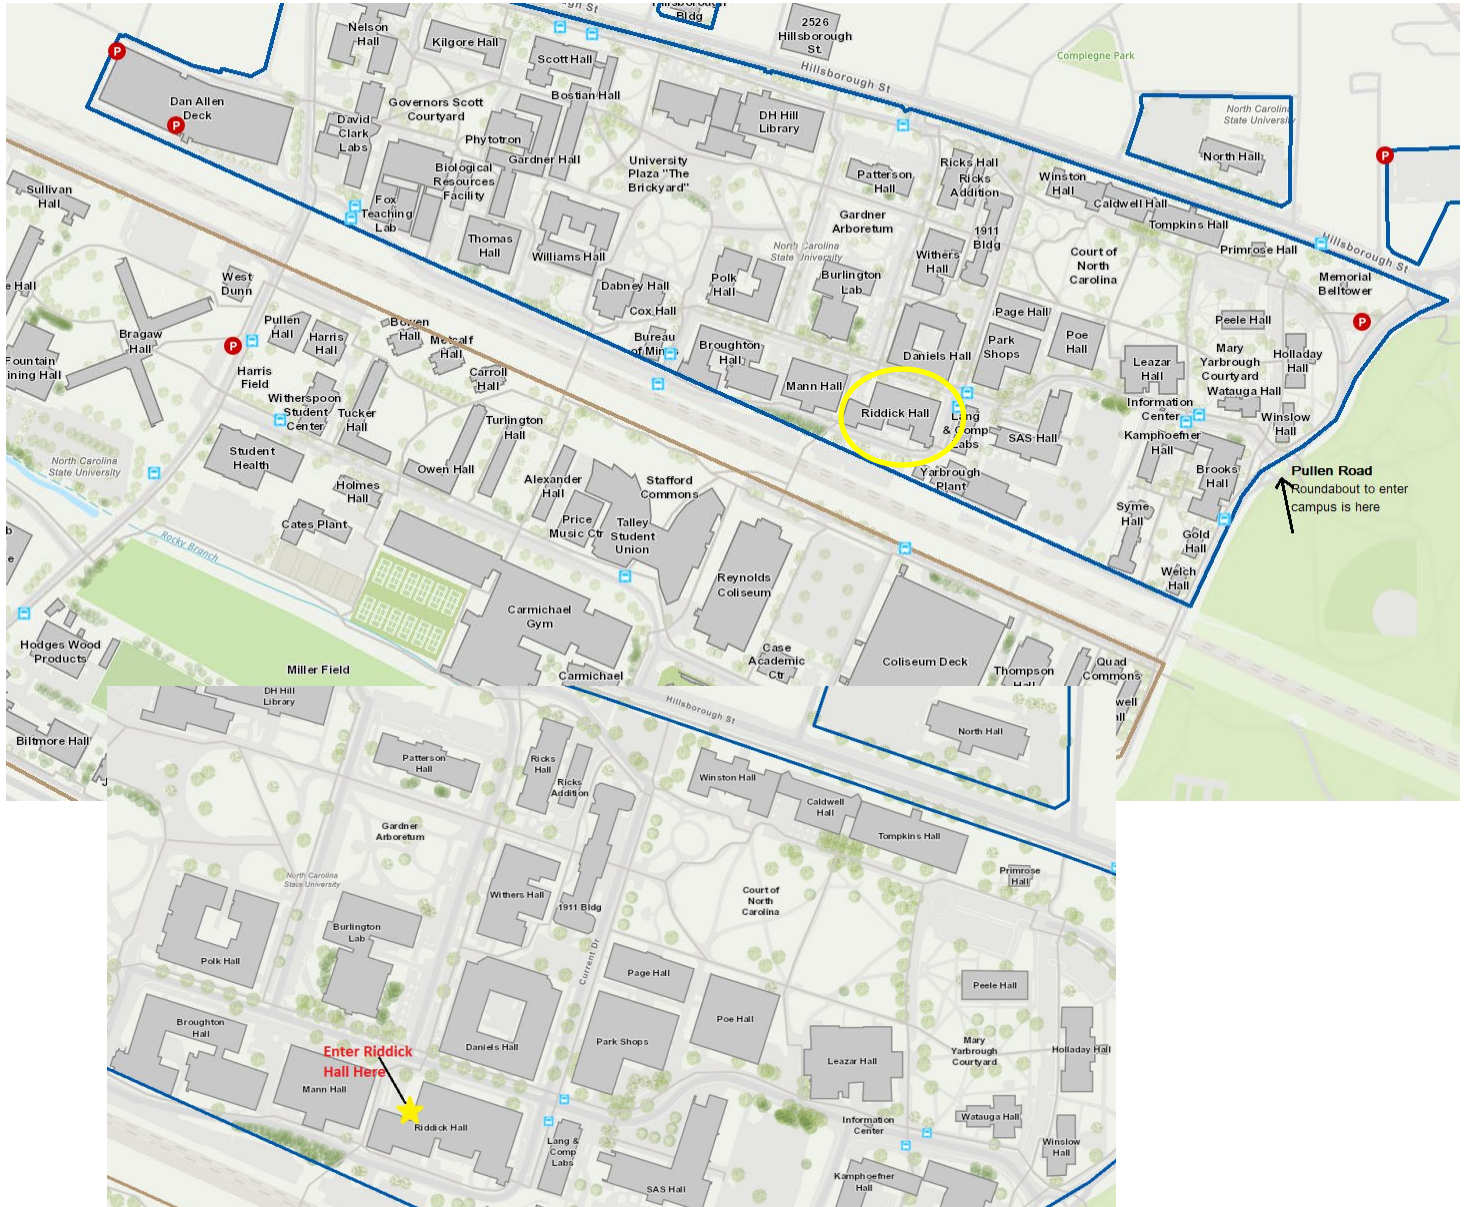 Hillsborough
Bldg
2526
Hillsborough
St.
gh St
Nelson
Hall
Kilgore Hall
Scott Hall
Bostian Hall
Compiegne Park
Hillsborough St
P
Dan Allen
Deck
P
Governors Scott
Courtyard
David
Clark
Labs
Phytotron
Gardner Hall
Biological
Resources
Facility
DH Hill
Library
University
Plaza "The
Brickyard"
North Carolina
State University
North Hall
P
Patterson
Hall
Ricks Hall
Ricks
Addition
Winston
Hall
Caldwell Hall
Tompkins Hall
Primrose Hall
Hillsborough St
Sullivan
Hall
Fox
Teaching
Lab
Thomas
Hall
Williams Hall
Gardner
Arboretum
North Carolina
State University
1911
Bldg
Withers
Hall
Court of
North
Carolina
Memorial
Belltower
P
e Hall
West
Dunn
Dabney Hall
Cox Hall
Polk
Hall
Burlington
Lab
Page Hall
Park
Shops
Poe
Hall
Peele Hall
Bragaw
Hall
Pullen
Hall
Harris
Hall
Bowen
Hall
Metcalf
Hall
Carroll
Hall
Bureau
of Mines
Broughton
Hall
Daniels Hall
Mann Hall
Leazar
Hall
Mary
Yarbrough
Courtyard
Holladay
Hall
Watauga Hall
Fountain
ining Hall
P
Harris
Field
Witherspoon
Student
Center
Tucker
Hall
Turlington
Hall
Riddick Hall
Lang
& Comp
Labs
SAS Hall
Information
Center
Kamphoefner
Hall
Winslow
Hall
Student
Health
Owen Hall
North Carolina
State University
Holmes
Hall
Cates Plant
Alexander
Hall
Stafford
Commons
Yarbrough
Plant
Brooks
Hall
Pullen Road
Roundabout to enter
campus is here
Price
Music Ctr
Talley
Student
Union
Syme
Hall
Gold
Hall
Welch
Hall
b
Rocky Branch
Reynolds
Coliseum
Carmichael
Gym
Hodges Wood
Products
Miller Field
Carmichael
Case
Academic
Ctr
Coliseum Deck
Thompson
Hall
Quad
Commons
well
all
Biltmore Hall
J
DH Hill
Library
Hillsborough St
North Hall
Patterson
Hall
Ricks
Hall
Ricks
Addition
Winston Hall
Caldwell
Hall
Tompkins Hall
Gardner
Arboretum
North Carolina
State University
Primrose
Hall
Withers Hall
1911 Bldg
Court of
North
Carolina
Burlington
Lab
Polk Hall
Current Dr
Page Hall
Peele Hall
Broughton
Hall
Poe Hall
Daniels Hall
Park Shops
Mary
Yarbrough
Courtyard
Holladay Hall
Enter Riddick
Hall Here
Leazar Hall
Mann Hall
Riddick Hall
Information
Center
Watauga Hall
Lang &
Comp
Labs
Winslow
Hall
SAS Hall
Kamphoefner
Hall